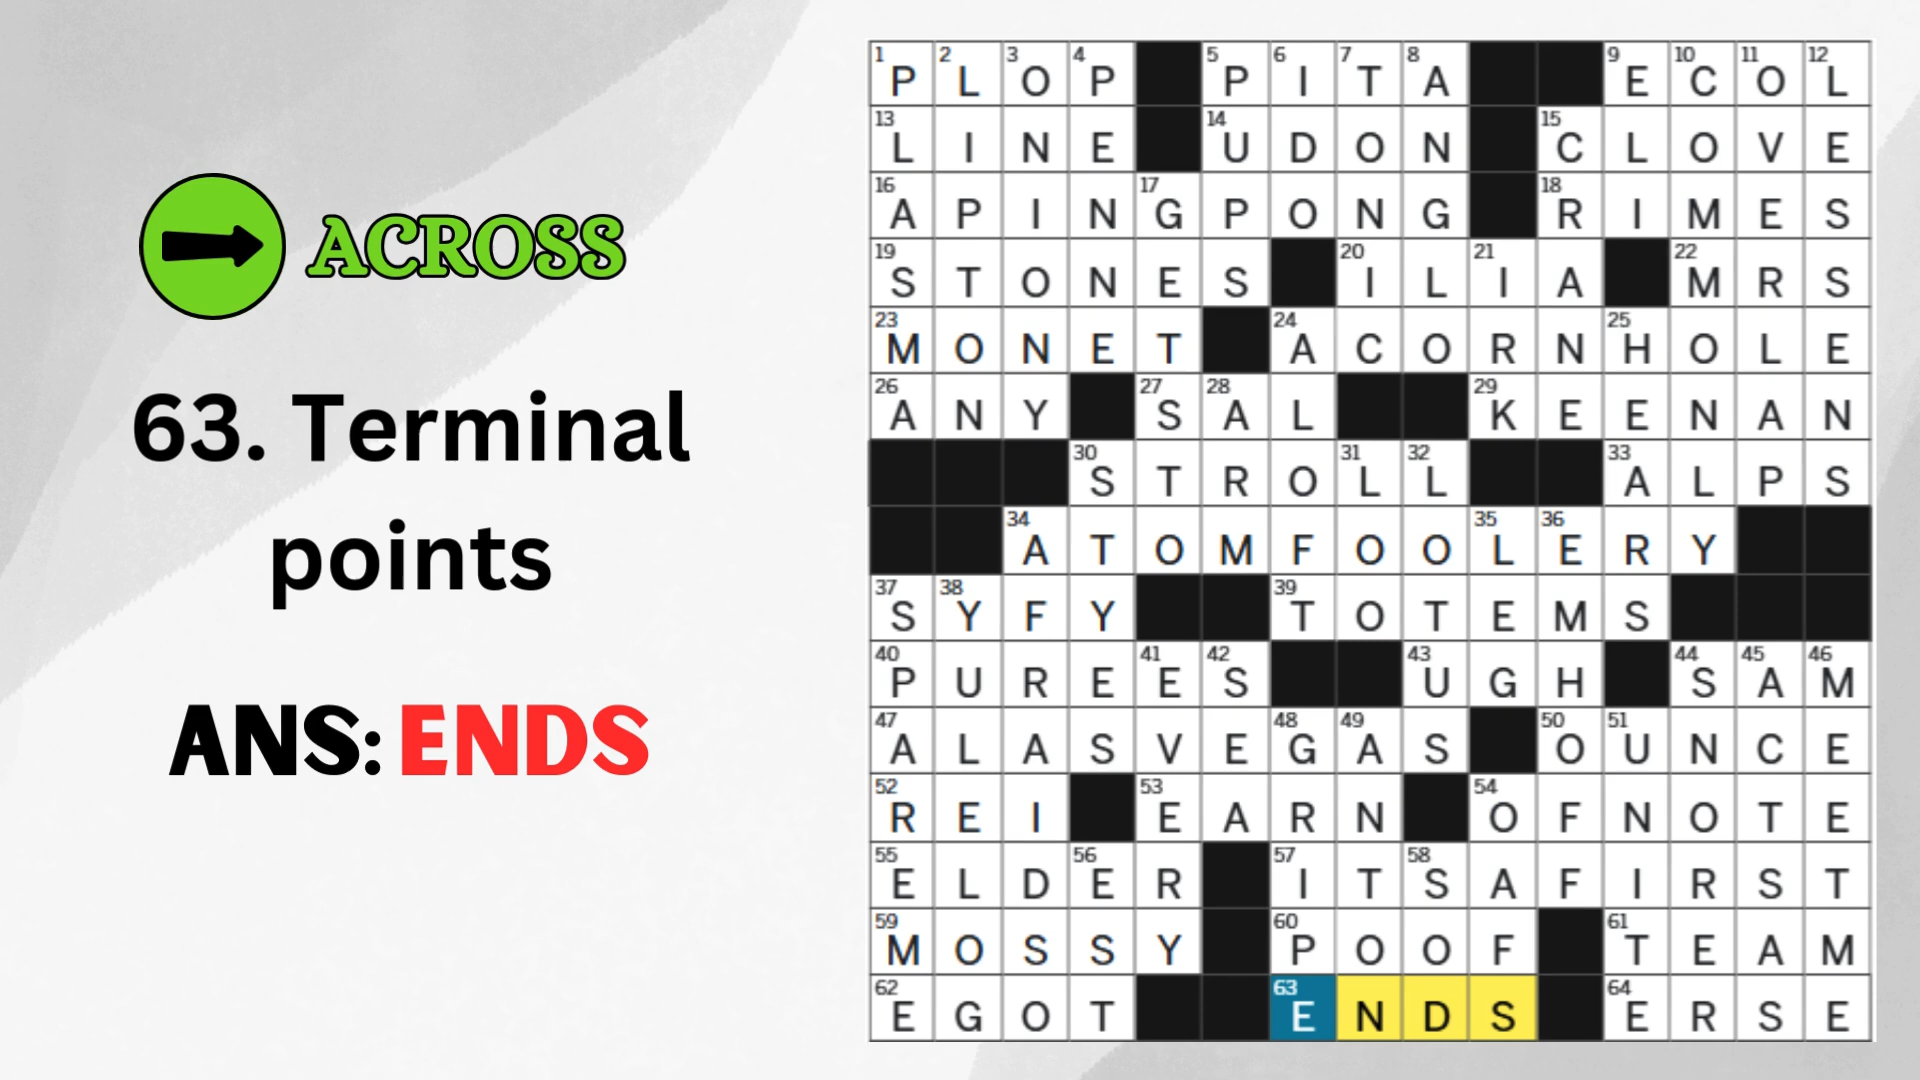 ACROSS
63. Terminal
points
ANS: ENDS
1 2 3 4 5 6 7 8 9 10 11 12
P L O P P I T A E C O L
13 14 15
L I N E U D O N C L O V E
16 17 18
A P I N G P O N G R I M E S
19 20 21 22
S T O N E S I L I A M R S
23 24 25
M O N E T A C O R N H O L E
26 27 28 29
A N Y S A L K E E N A N
30 31 32 33
S T R O L L A L P S
34 35 36
A T O M F O O L E R Y
37 38 39
S Y F Y T O T E M S
40 41 42 43 44 45 46
P U R E E S U G H S A M
47 48 49 50 51
A L A S V E G A S O U N C E
52 53 54
R E I E A R N O F N O T E
55 56 57 58
E L D E R I T S A F I R S T
59 60 61
M O S S Y P O O F T E A M
62 63 64
E G O T E N D S E R S E